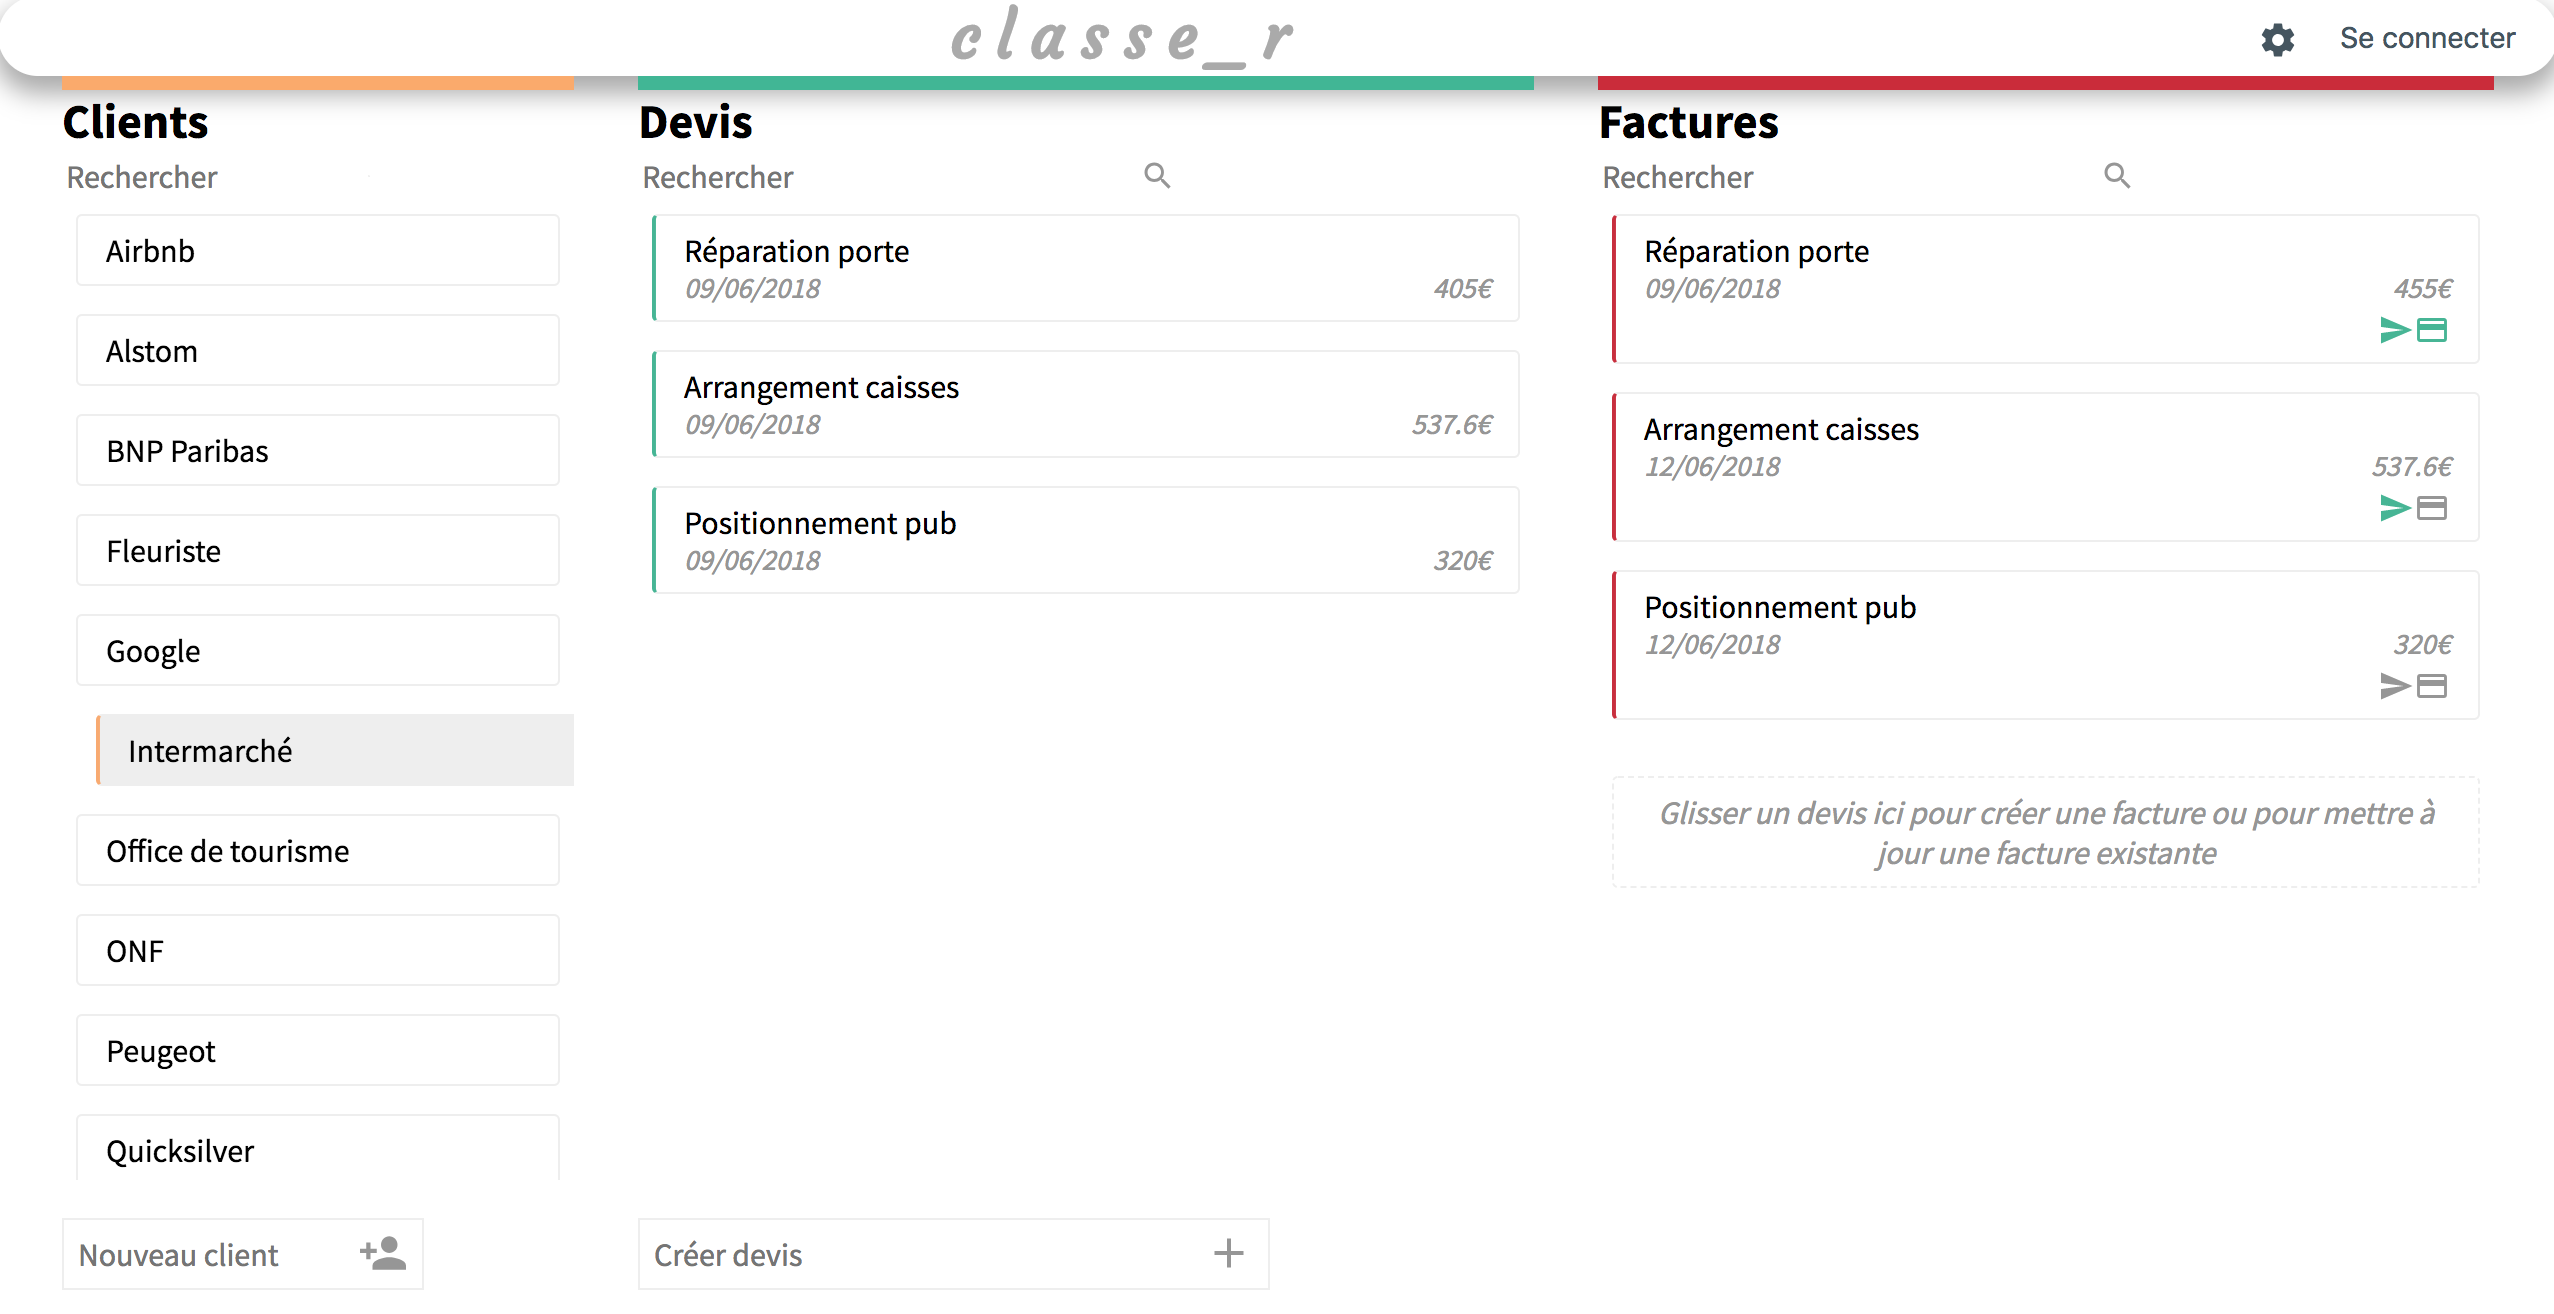 classe_r
Se connecter
Clients
Rechercher
Airbnb
Alstom
BNP Paribas
Fleuriste
Google
Intermarché
Office de tourisme
ONF
Peugeot
Quicksilver
Nouveau client
Devis
Rechercher
Réparation porte
09/06/2018 405€
Arrangement caisses
09/06/2018 537.6€
Positionnement pub
09/06/2018 320€
Créer devis
Factures
Rechercher
Réparation porte
09/06/2018 455€
Arrangement caisses
12/06/2018 537.6€
Positionnement pub
12/06/2018 320€
Glisser un devis ici pour créer une facture ou pour mettre à
jour une facture existante